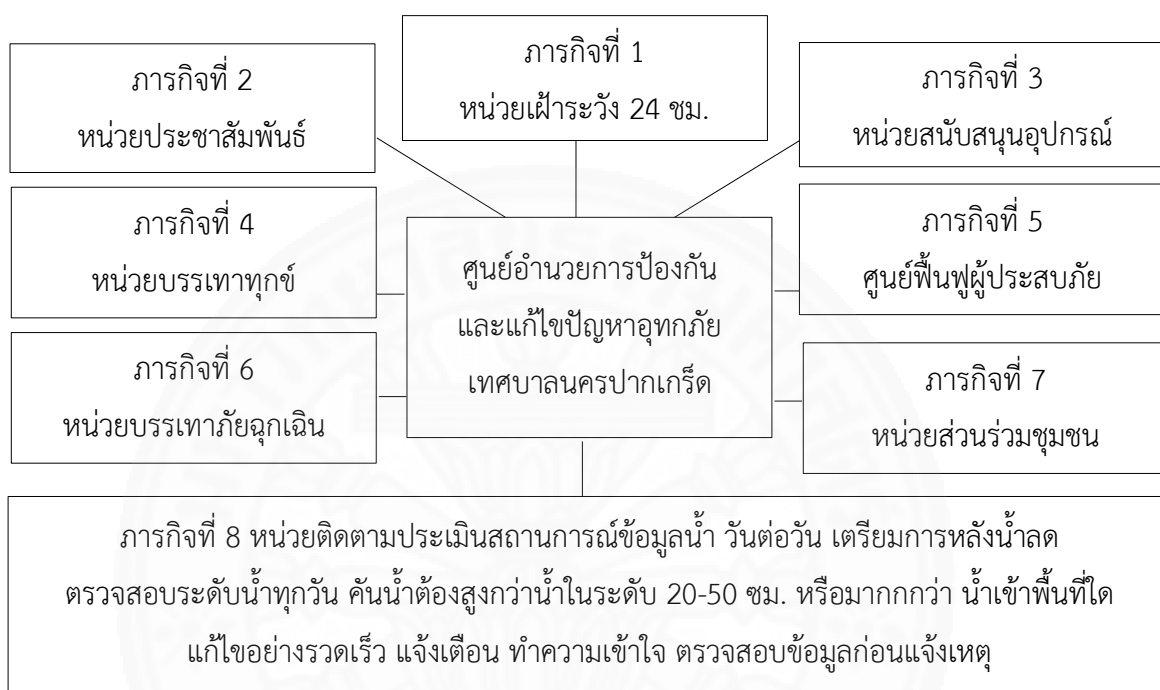 ภารกิจที่ 1
หน่วยเฝ้าระวัง 24 ชม.
ภารกิจที่ 2
หน่วยประชาสัมพันธ์
ภารกิจที่ 3
หน่วยสนับสนุนอุปกรณ์
ภารกิจที่ 4
หน่วยบรรเทาทุกข์
ศูนย์อำนวยการป้องกัน
และแก้ไขปัญหาอุทกภัย
เทศบาลนครปากเกร็ด
ภารกิจที่ 5
ศูนย์ฟื้นฟูผู้ประสบภัย
ภารกิจที่ 6
หน่วยบรรเทาภัยฉุกเฉิน
ภารกิจที่ 7
หน่วยส่วนร่วมชุมชน
ภารกิจที่ 8 หน่วยติดตามประเมินสถานการณ์ข้อมูลน้ำ วันต่อวัน เตรียมการหลังน้ำลด
ตรวจสอบระดับน้ำทุกวัน คันน้ำต้องสูงกว่าน้ำในระดับ 20-50 ซม. หรือมากกกว่า น้ำเข้าพื้นที่ใด
แก้ไขอย่างรวดเร็ว แจ้งเตือน ทำความเข้าใจ ตรวจสอบข้อมูลก่อนแจ้งเหตุ